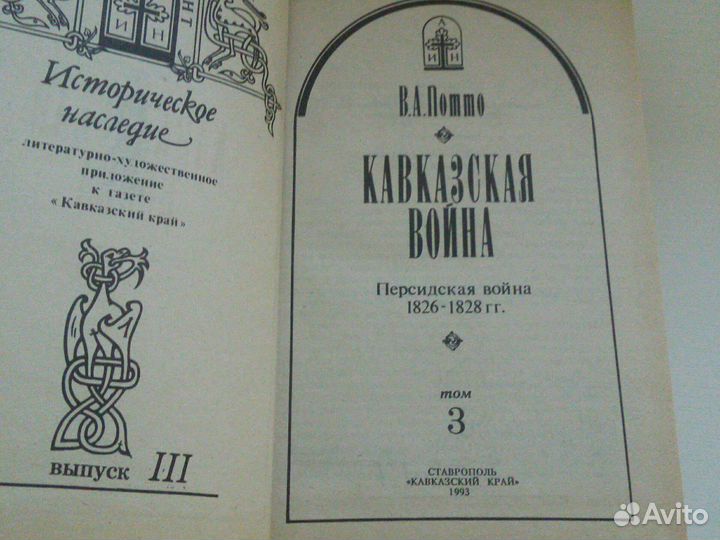 НТ
И Н
Историческое
наследие
литературно-художественное
приложение
к газете
«Кавказский край»
выпуск III
А
И Н
В.А.Потто
КАВКАЗСКАЯ
ВОЙНА
Персидская война
1826-1828 гг.
том
3
СТАВРОПОЛЬ
«КАВКАЗСКИЙ КРАЙ»
1993
Avito